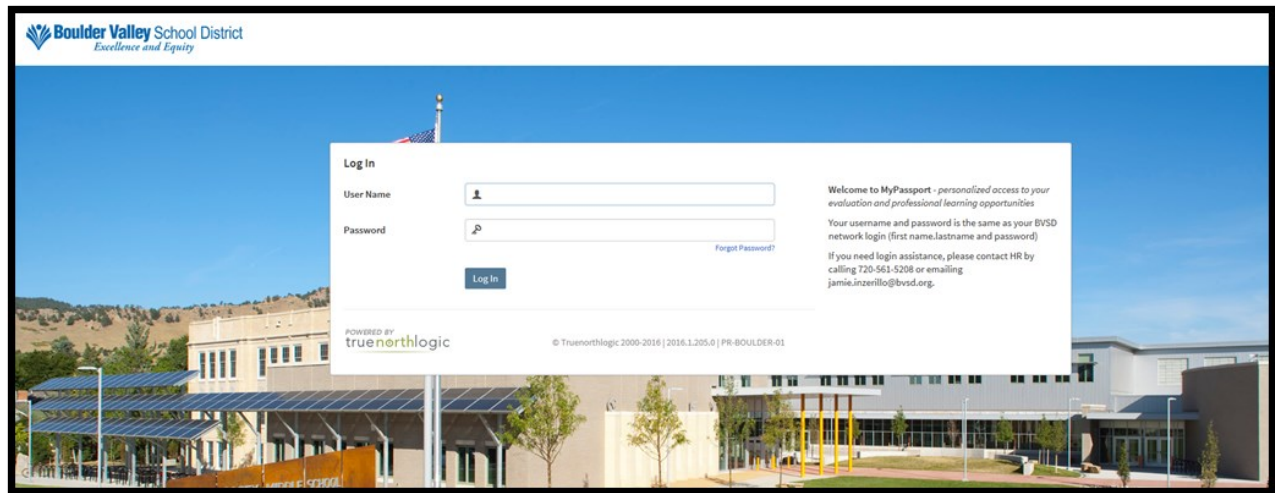 Boulder Valley School District
Excellence and Equity
Log In
User Name
Password
Forgot Password?
Log In
Welcome to MyPassport - personalized access to your
evaluation and professional learning opportunities
Your username and password is the same as your BVSD
network login (first name.lastname and password)
If you need login assistance, please contact HR by
calling 720-561-5208 or emailing
jamie.inzerillo@bvsd.org.
POWERED BY
truenorthlogic
© Truenorthlogic 2000-2016 | 2016.1.205.0 | PR-BOULDER-01
MIDDLE SCHOOL